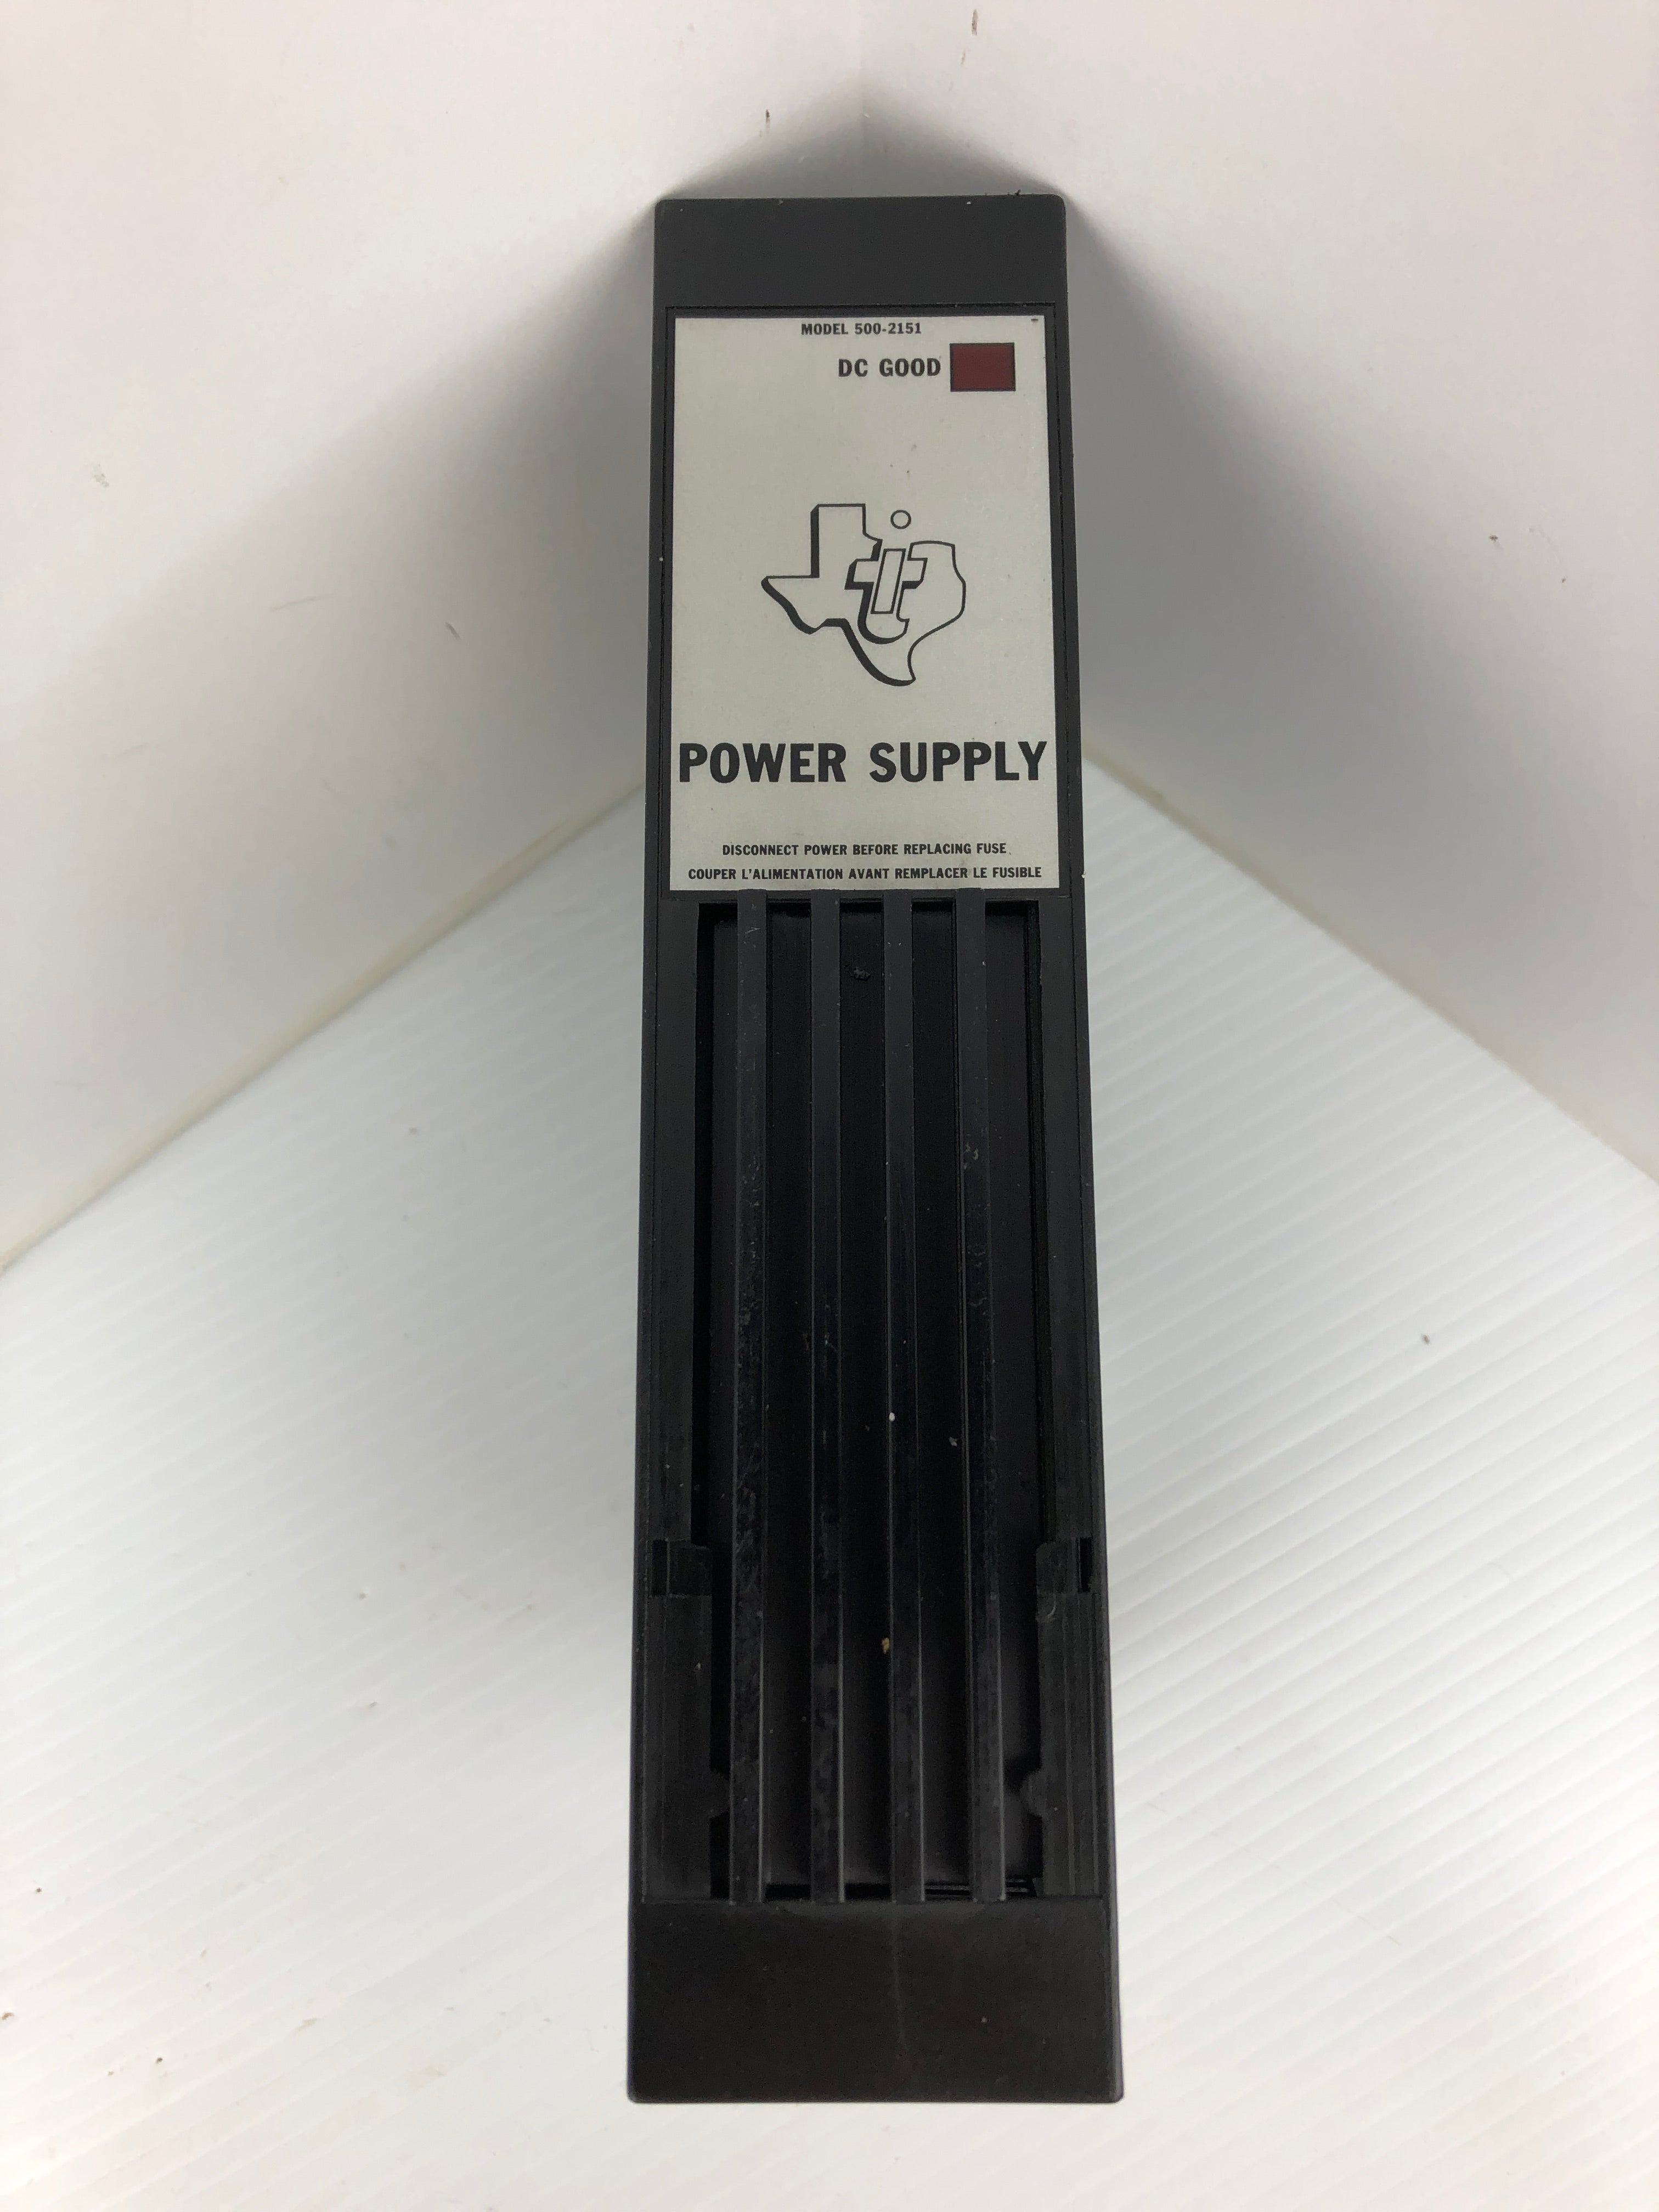 MODEL 500-2151
DC GOOD
POWER SUPPLY
DISCONNECT POWER BEFORE REPLACING FUSE.
COUPER L'ALIMENTATION AVANT REMPLACER LE FUSIBLE